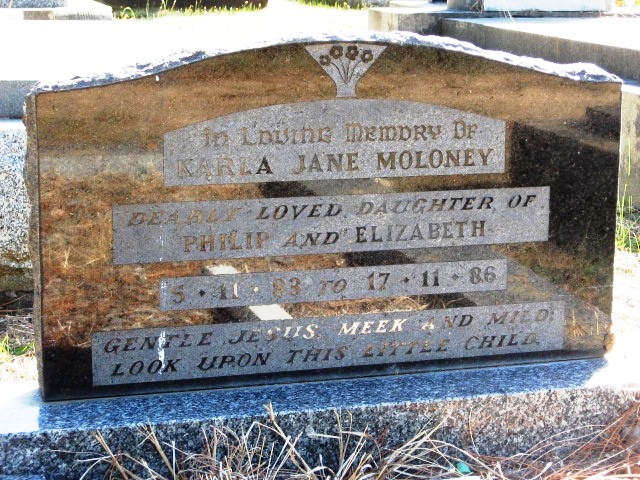 In Loving Memory Of
KARLA JANE MOLONEY
DEARLY LOVED DAUGHTER OF
PHILIP AND ELIZABETH
5 · 11 · 83 TO 17 · 11 · 86
GENTLE JESUS, MEEK AND MILD,
LOOK UPON THIS LITTLE CHILD.